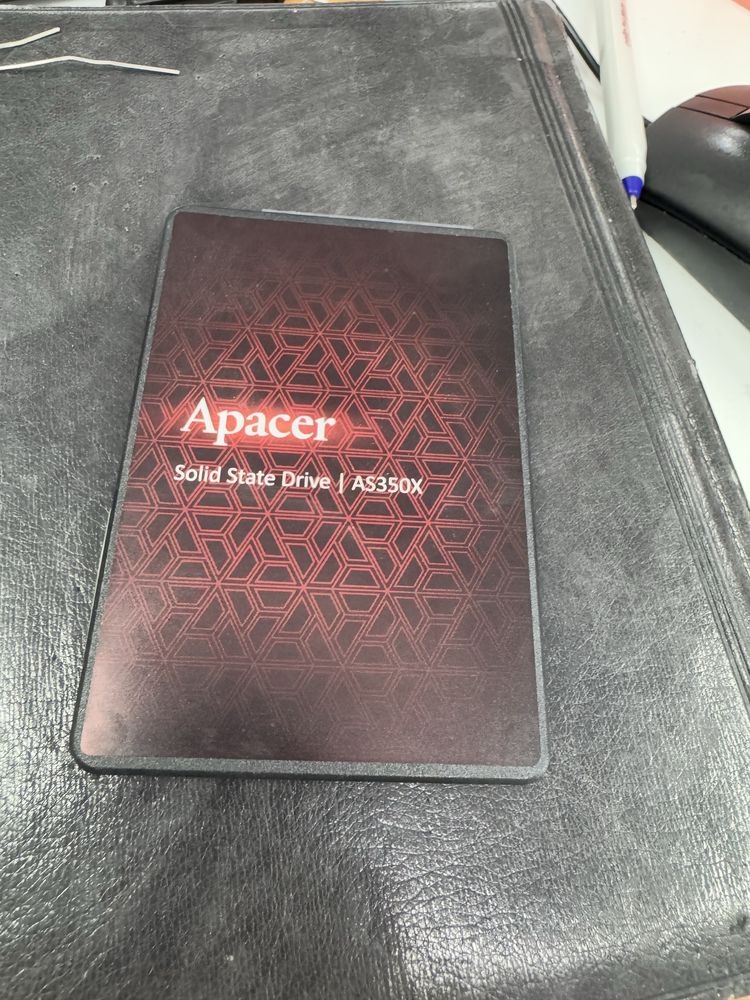 Apacer
Solid State Drive | AS350X